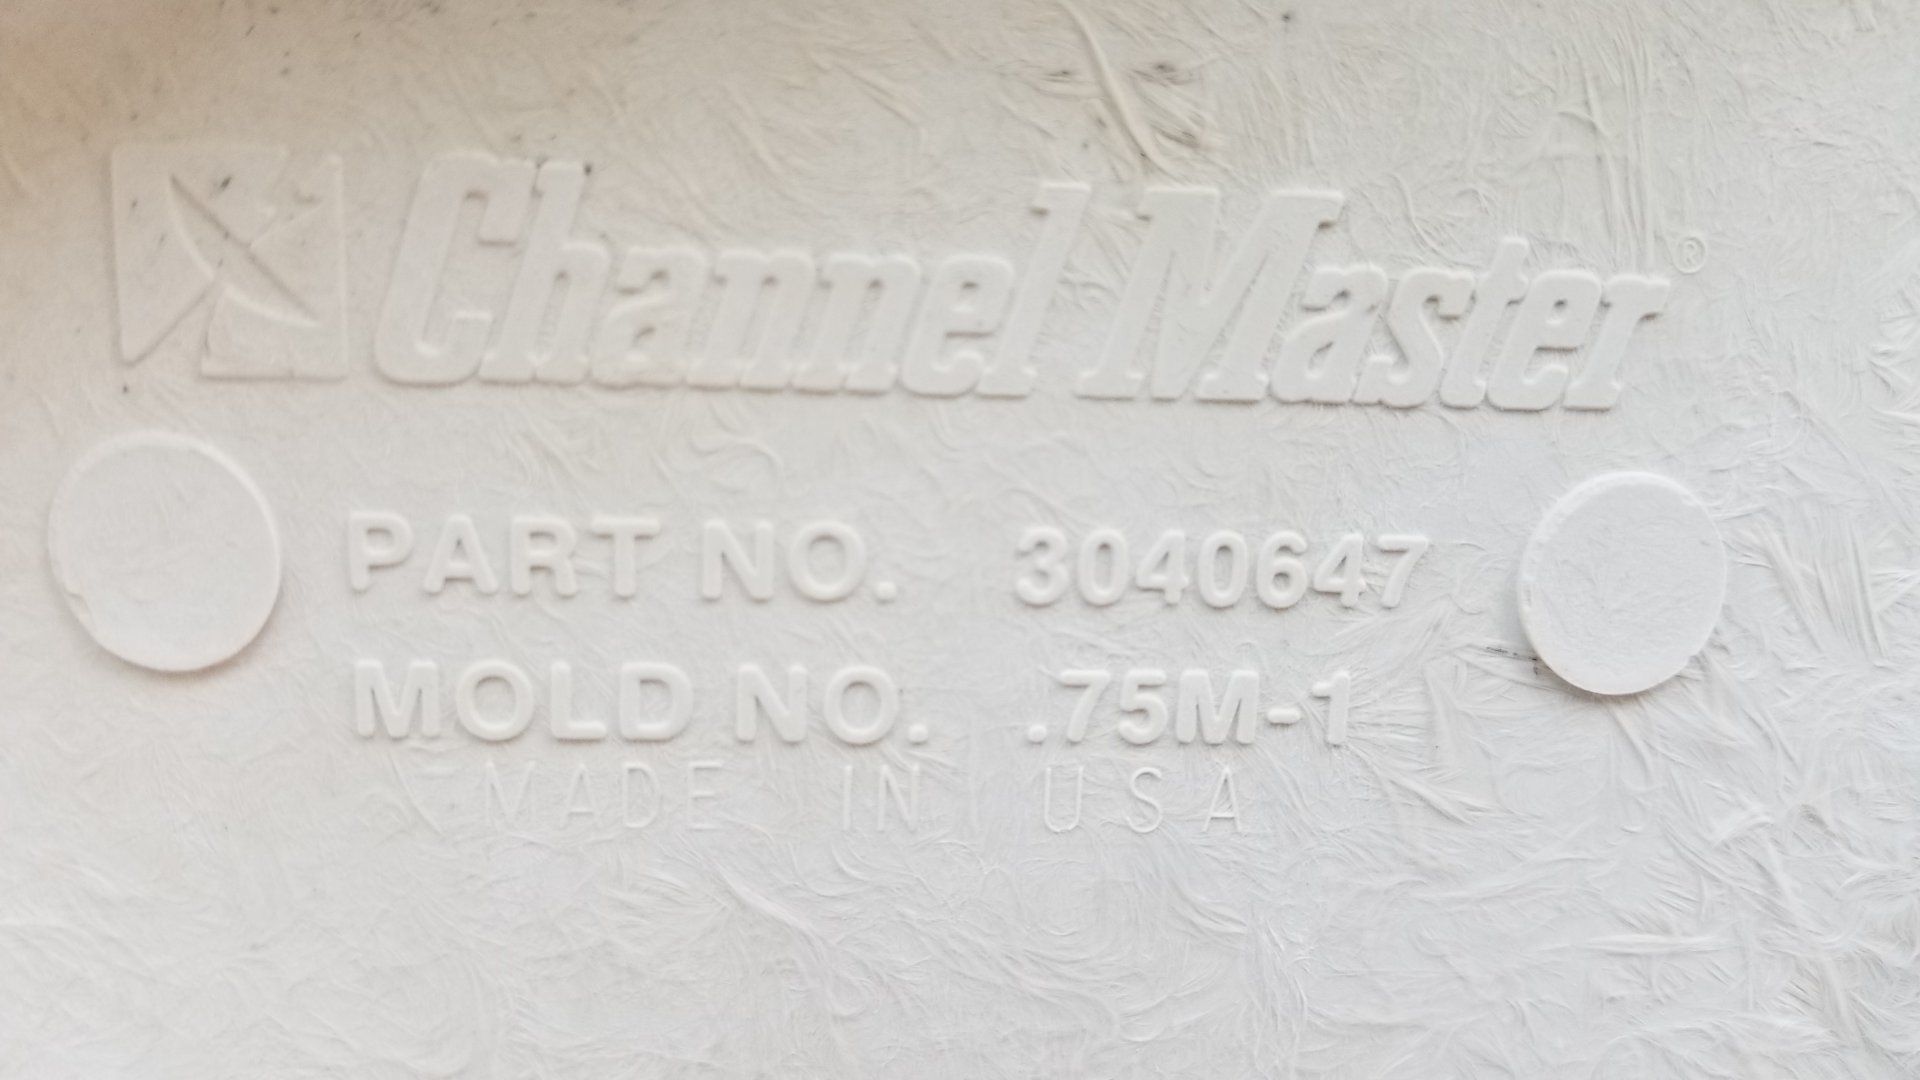 Channel Master®
PART NO. 3040647
MOLD NO. .75M-1
MADE IN USA